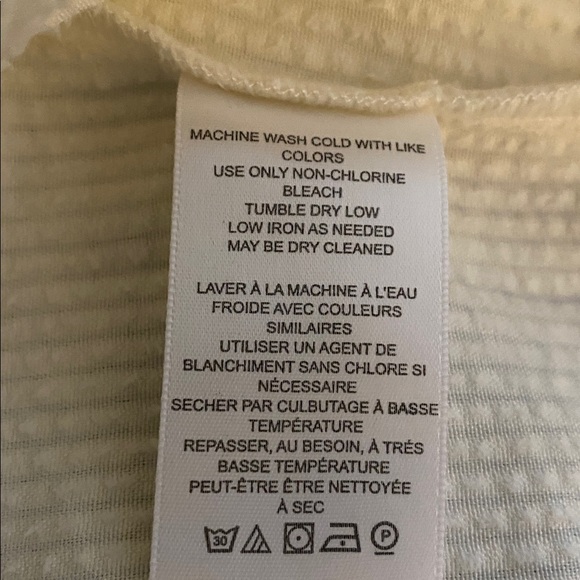 MACHINE WASH COLD WITH LIKE
COLORS
USE ONLY NON-CHLORINE
BLEACH
TUMBLE DRY LOW
LOW IRON AS NEEDED
MAY BE DRY CLEANED
LAVER À LA MACHINE À L'EAU
FROIDE AVEC COULEURS
SIMILAIRES
UTILISER UN AGENT DE
BLANCHIMENT SANS CHLORE SI
NÉCESSAIRE
SECHER PAR CULBUTAGE À BASSE
TEMPÉRATURE
REPASSER, AU BESOIN, À TRÉS
BASSE TEMPÉRATURE
PEUT-ÊTRE ÊTRE NETTOYÉE
À SEC
30 P